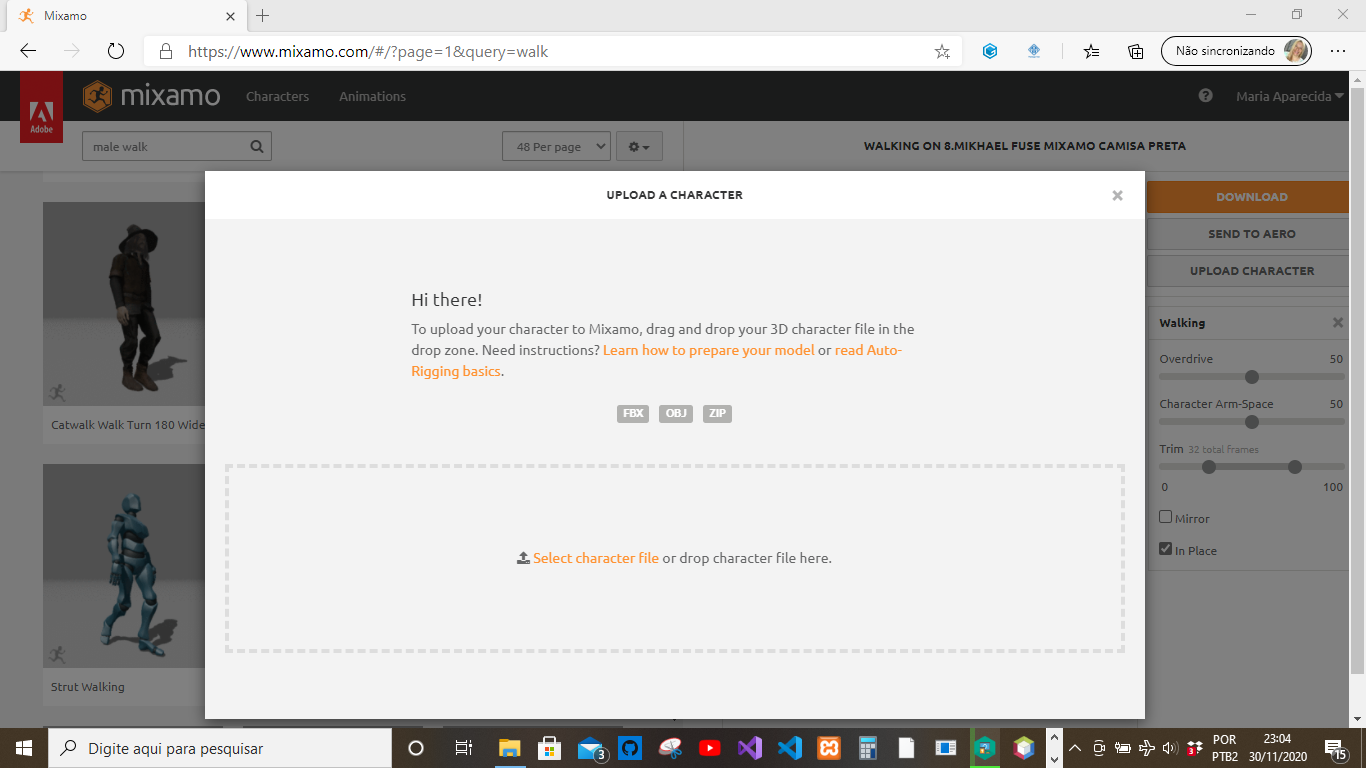 Mixamo
https://www.mixamo.com/#/?page=1&query=walk
Não sincronizando
Adobe
mixamo
Characters
Animations
Maria Aparecida
male walk
48 Per page
WALKING ON 8.MIKHAEL FUSE MIXAMO CAMISA PRETA
UPLOAD A CHARACTER
DOWNLOAD
SEND TO AERO
UPLOAD CHARACTER
Hi there!
To upload your character to Mixamo, drag and drop your 3D character file in the
drop zone. Need instructions? Learn how to prepare your model or read Auto-
Rigging basics.
FBX OBJ ZIP
Select character file or drop character file here.
Walking
Overdrive 50
Character Arm-Space 50
Trim 32 total frames
0 100
Mirror
In Place
Catwalk Walk Turn 180 Wide
Strut Walking
Digite aqui para pesquisar
3
3
POR
PTB2
23:04
30/11/2020
15